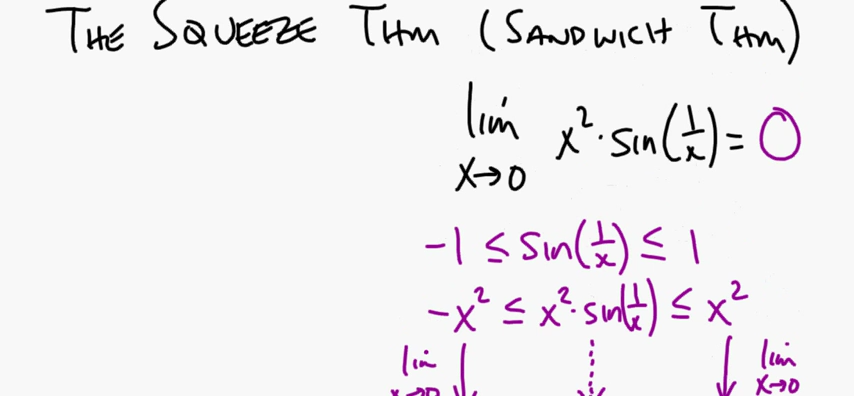 THE SQUEEZE THM (SANDWICH THM)
lim x→0 x²·sin(1/x) = 0
-1 ≤ sin(1/x) ≤ 1
-x² ≤ x²·sin(1/x) ≤ x²
lim x→0 ↓ ↓ ↓ lim x→0